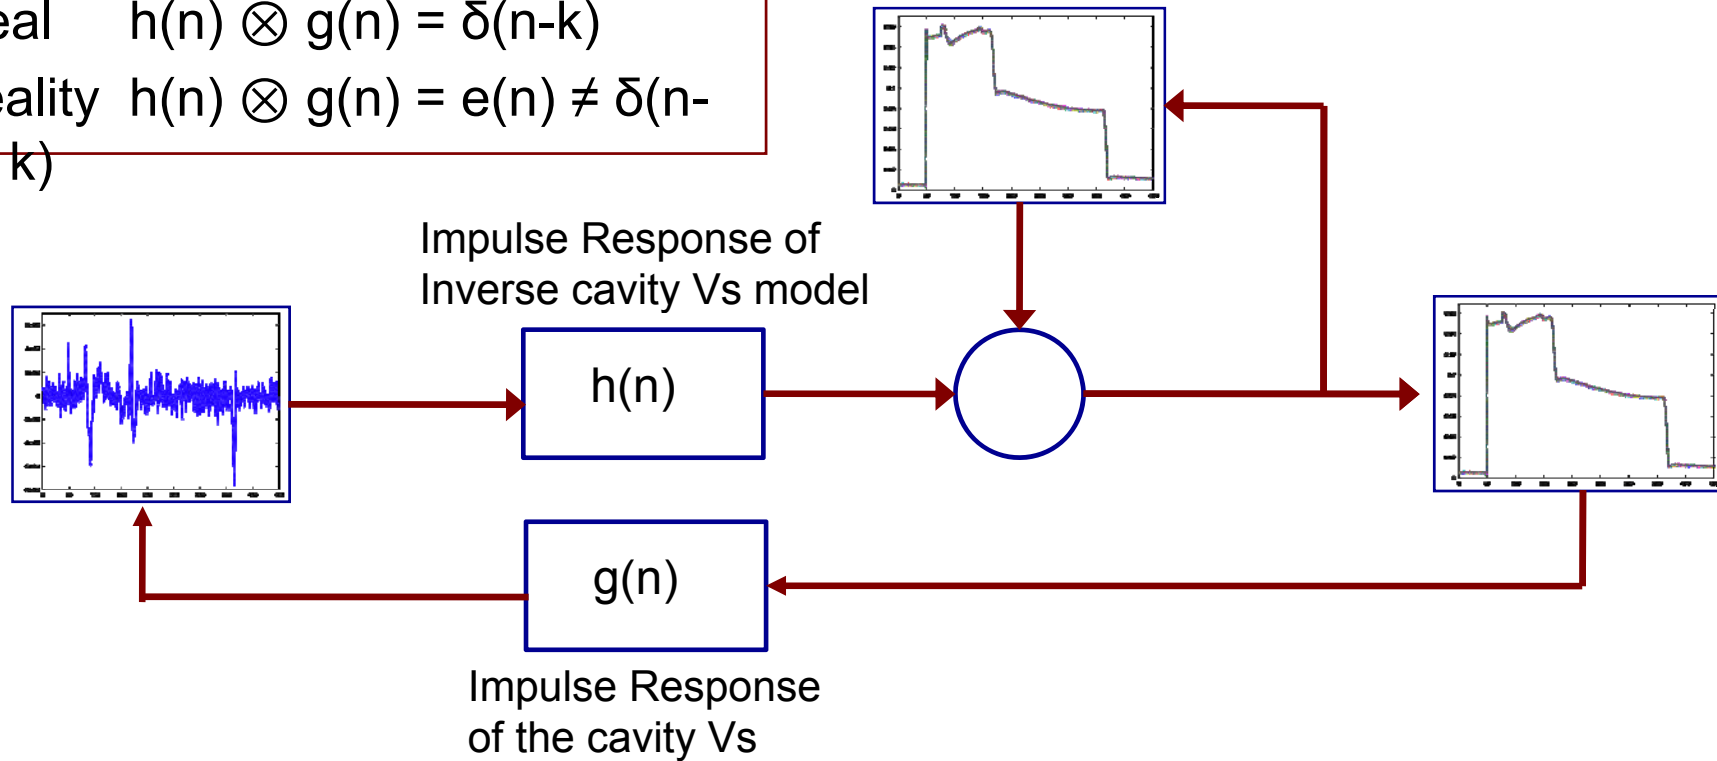 eal h(n) ⊗ g(n) = δ(n-k)
eality h(n) ⊗ g(n) = e(n) ≠ δ(n-
k)
Impulse Response of
Inverse cavity Vs model
h(n)
g(n)
Impulse Response
of the cavity Vs